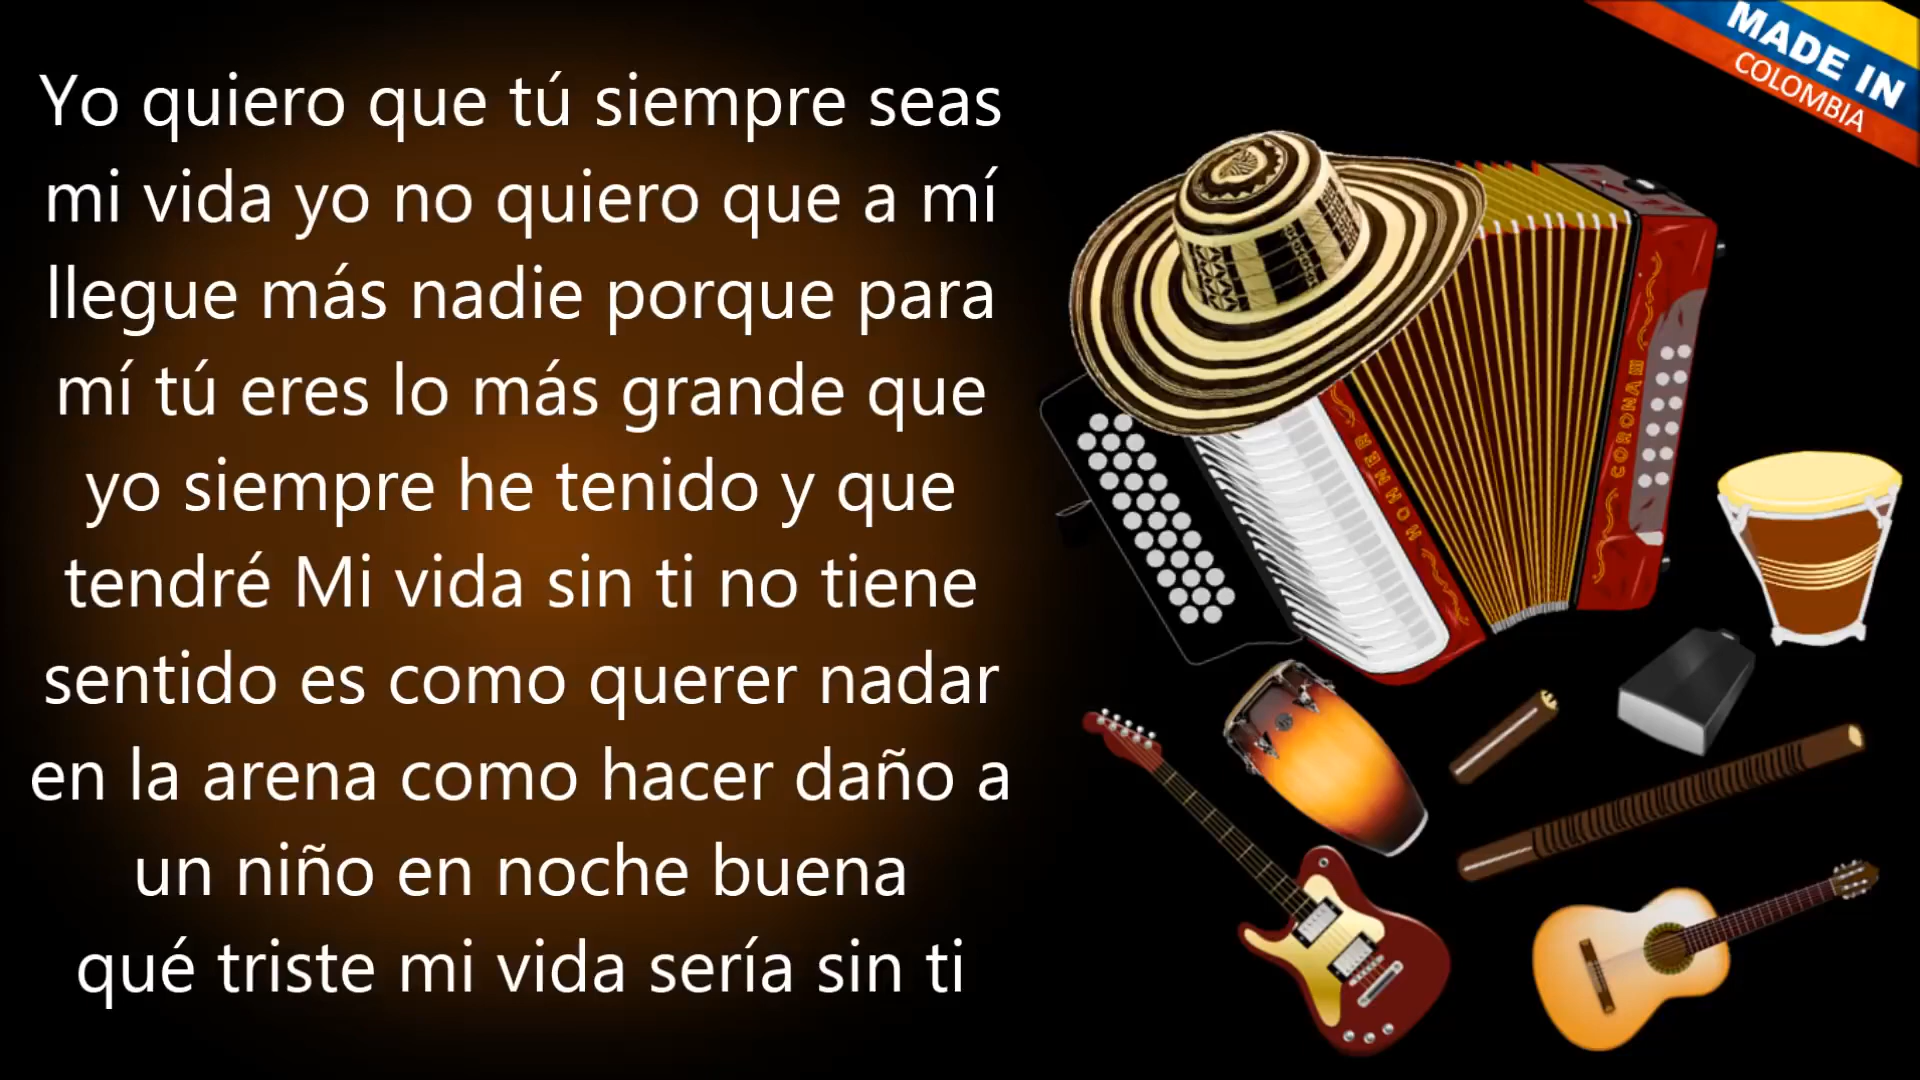 Yo quiero que tú siempre seas
mi vida yo no quiero que a mí
llegue más nadie porque para
mí tú eres lo más grande que
yo siempre he tenido y que
tendré Mi vida sin ti no tiene
sentido es como querer nadar
en la arena como hacer daño a
un niño en noche buena
qué triste mi vida sería sin ti
MADE IN
COLOMBIA
HOHNER
CORONA III